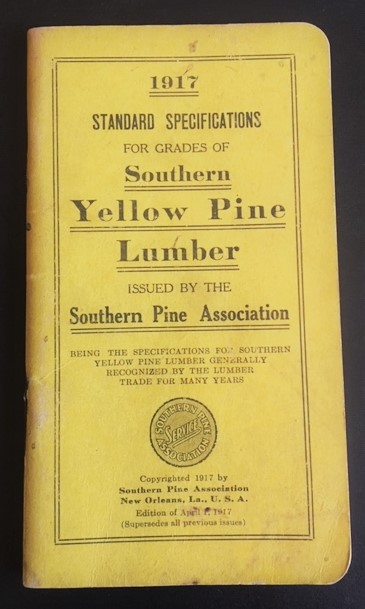 1917
STANDARD SPECIFICATIONS
FOR GRADES OF
Southern
Yellow Pine
Lumber
ISSUED BY THE
Southern Pine Association
BEING THE SPECIFICATIONS FOR SOUTHERN
YELLOW PINE LUMBER GENERALLY
RECOGNIZED BY THE LUMBER
TRADE FOR MANY YEARS
SOUTHERN PINE
SERVICE
ASSOCIATION
Copyrighted 1917 by
Southern Pine Association
New Orleans, La., U. S. A.
Edition of April 1, 1917
(Supersedes all previous issues)